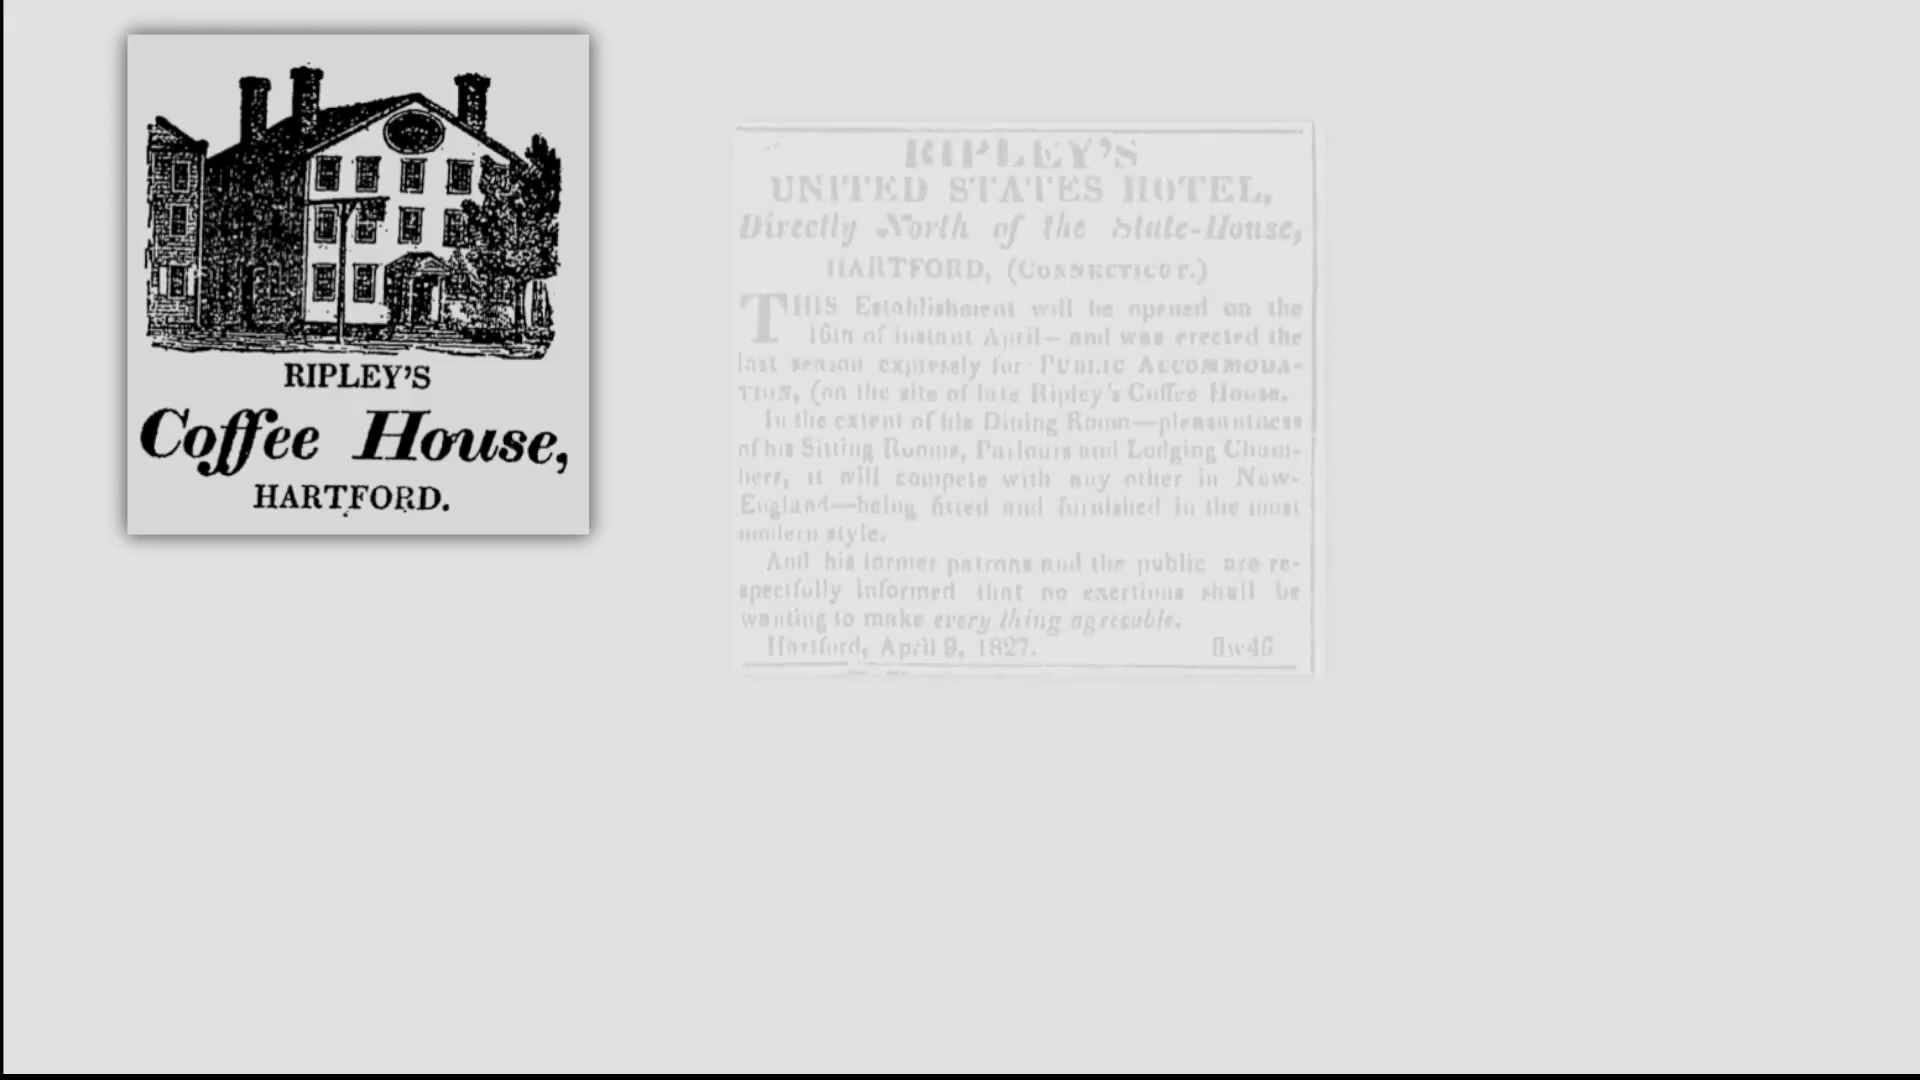 RIPLEY'S
Coffee House,
HARTFORD.
RIPLEY'S
UNITED STATES HOTEL,
Directly North of the State-House,
HARTFORD, (CONNECTICUT.)
THIS Establishment will be opened on the
16th of instant April— and was erected the
last season expressly for PUBLIC ACCOMMODA-
TION, (on the site of late Ripley's Coffee House.
In the extent of his Dining Room—pleasantness
of his Sitting Rooms, Parlours and Lodging Cham-
bers, it will compete with any other in New-
England—being fitted and furnished in the most
modern style.
And his former patrons and the public are re-
spectfully informed that no exertions shall be
wanting to make every thing agreeable.
Hartford, April 9, 1827.